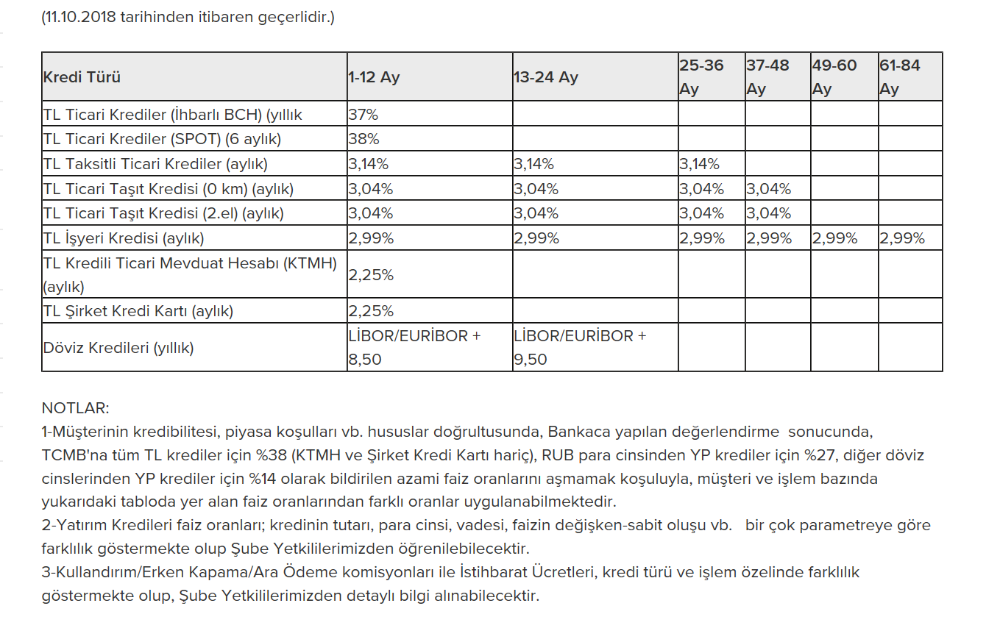 (11.10.2018 tarihinden itibaren geçerlidir.)
Kredi Türü 1-12 Ay 13-24 Ay 25-36 Ay 37-48 Ay 49-60 Ay 61-84 Ay
TL Ticari Krediler (İhbarlı BCH) (yıllık 37%
TL Ticari Krediler (SPOT) (6 aylık) 38%
TL Taksitli Ticari Krediler (aylık) 3,14% 3,14% 3,14%
TL Ticari Taşıt Kredisi (0 km) (aylık) 3,04% 3,04% 3,04% 3,04%
TL Ticari Taşıt Kredisi (2.el) (aylık) 3,04% 3,04% 3,04% 3,04%
TL İşyeri Kredisi (aylık) 2,99% 2,99% 2,99% 2,99% 2,99% 2,99%
TL Kredili Ticari Mevduat Hesabı (KTMH)
(aylık) 2,25%
TL Şirket Kredi Kartı (aylık) 2,25%
Döviz Kredileri (yıllık) LİBOR/EURİBOR + 8,50 LİBOR/EURİBOR + 9,50
NOTLAR:
1-Müşterinin kredibilitesi, piyasa koşulları vb. hususlar doğrultusunda, Bankaca yapılan değerlendirme sonucunda,
TCMB'na tüm TL krediler için %38 (KTMH ve Şirket Kredi Kartı hariç), RUB para cinsinden YP krediler için %27, diğer döviz
cinslerinden YP krediler için %14 olarak bildirilen azami faiz oranlarını aşmamak koşuluyla, müşteri ve işlem bazında
yukarıdaki tabloda yer alan faiz oranlarından farklı oranlar uygulanabilmektedir.
2-Yatırım Kredileri faiz oranları; kredinin tutarı, para cinsi, vadesi, faizin değişken-sabit oluşu vb. bir çok parametreye göre
farklılık göstermekte olup Şube Yetkililerimizden öğrenilebilecektir.
3-Kullandırım/Erken Kapama/Ara Ödeme komisyonları ile İstihbarat Ücretleri, kredi türü ve işlem özelinde farklılık
göstermekte olup, Şube Yetkililerimizden detaylı bilgi alınabilecektir.